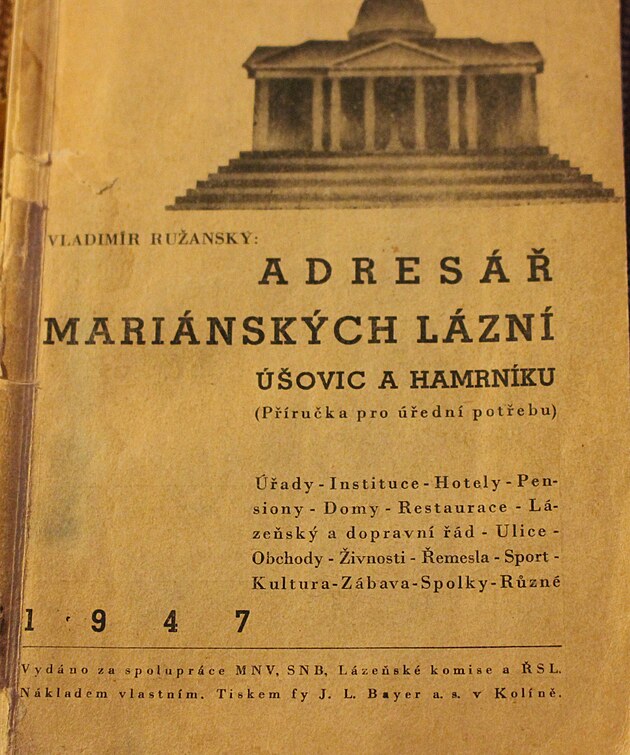 VLADIMÍR RUŽANSKÝ:
ADRESÁŘ
MARIÁNSKÝCH LÁZNÍ
ÚŠOVIC A HAMRNÍKU
(Příručka pro úřední potřebu)
Úřady - Instituce - Hotely - Pen-
siony - Domy - Restaurace - Lá-
zeňský a dopravní řád - Ulice -
Obchody - Živnosti - Řemesla - Sport -
Kultura-Zábava-Spolky-Různé
1947
Vydáno za spolupráce MNV, SNB, Lázeňské komise a ŘSL.
Nákladem vlastním. Tiskem fy J. L. Bayer a. s. v Kolíně.